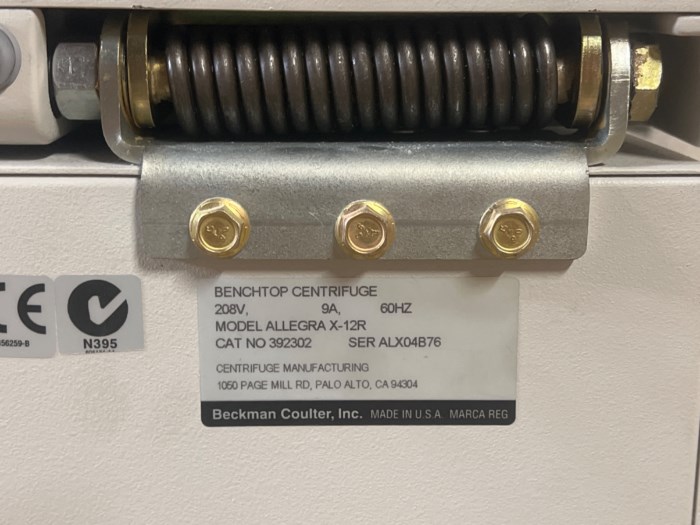 BENCHTOP CENTRIFUGE
208V, 9A, 60HZ
MODEL ALLEGRA X-12R
CAT NO 392302 SER ALX04B76
CENTRIFUGE MANUFACTURING
1050 PAGE MILL RD, PALO ALTO, CA 94304
Beckman Coulter, Inc. MADE IN U.S.A. MARCA REG
CE
N395